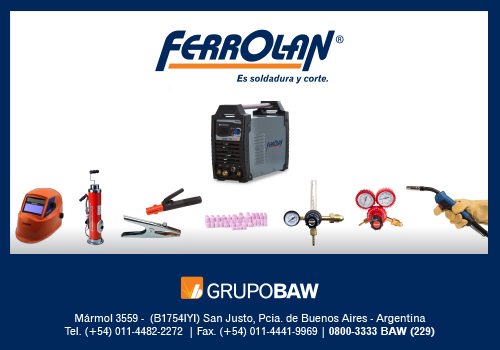 FERROLAN®
Es soldadura y corte.
FERROLAN
GRUPOBAW
Mármol 3559 - (B1754IYI) San Justo, Pcia. de Buenos Aires - Argentina
Tel. (+54) 011-4482-2272 | Fax. (+54) 011-4441-9969 | 0800-3333 BAW (229)